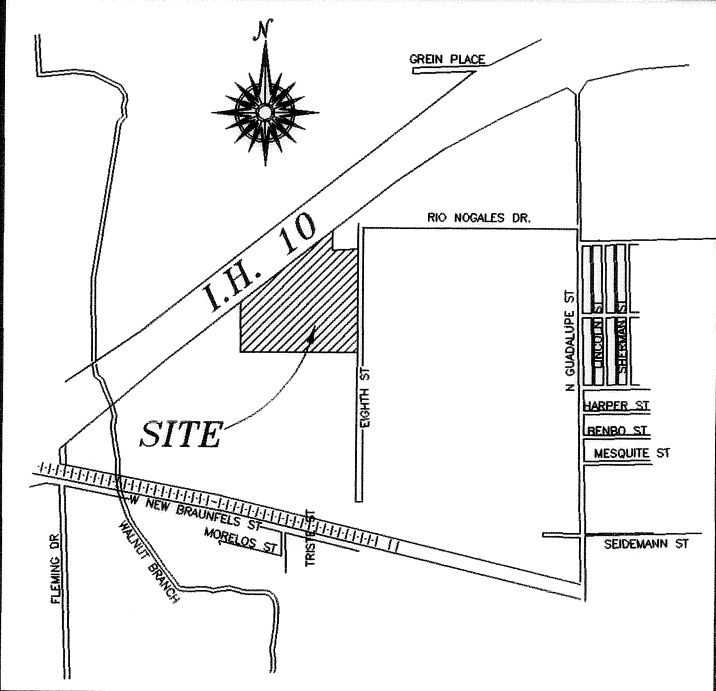 N
GREIN PLACE
RIO NOGALES DR.
I.H. 10
N GUADALUPE ST
LINCOLN ST
SHERMAN ST
EIGHTH ST
HARPER ST
BENBO ST
MESQUITE ST
SITE
W NEW BRAUNFELS ST
MORELOS ST
TRISTE ST
SEIDEMANN ST
FLEMING DR
WALNUT BRANCH